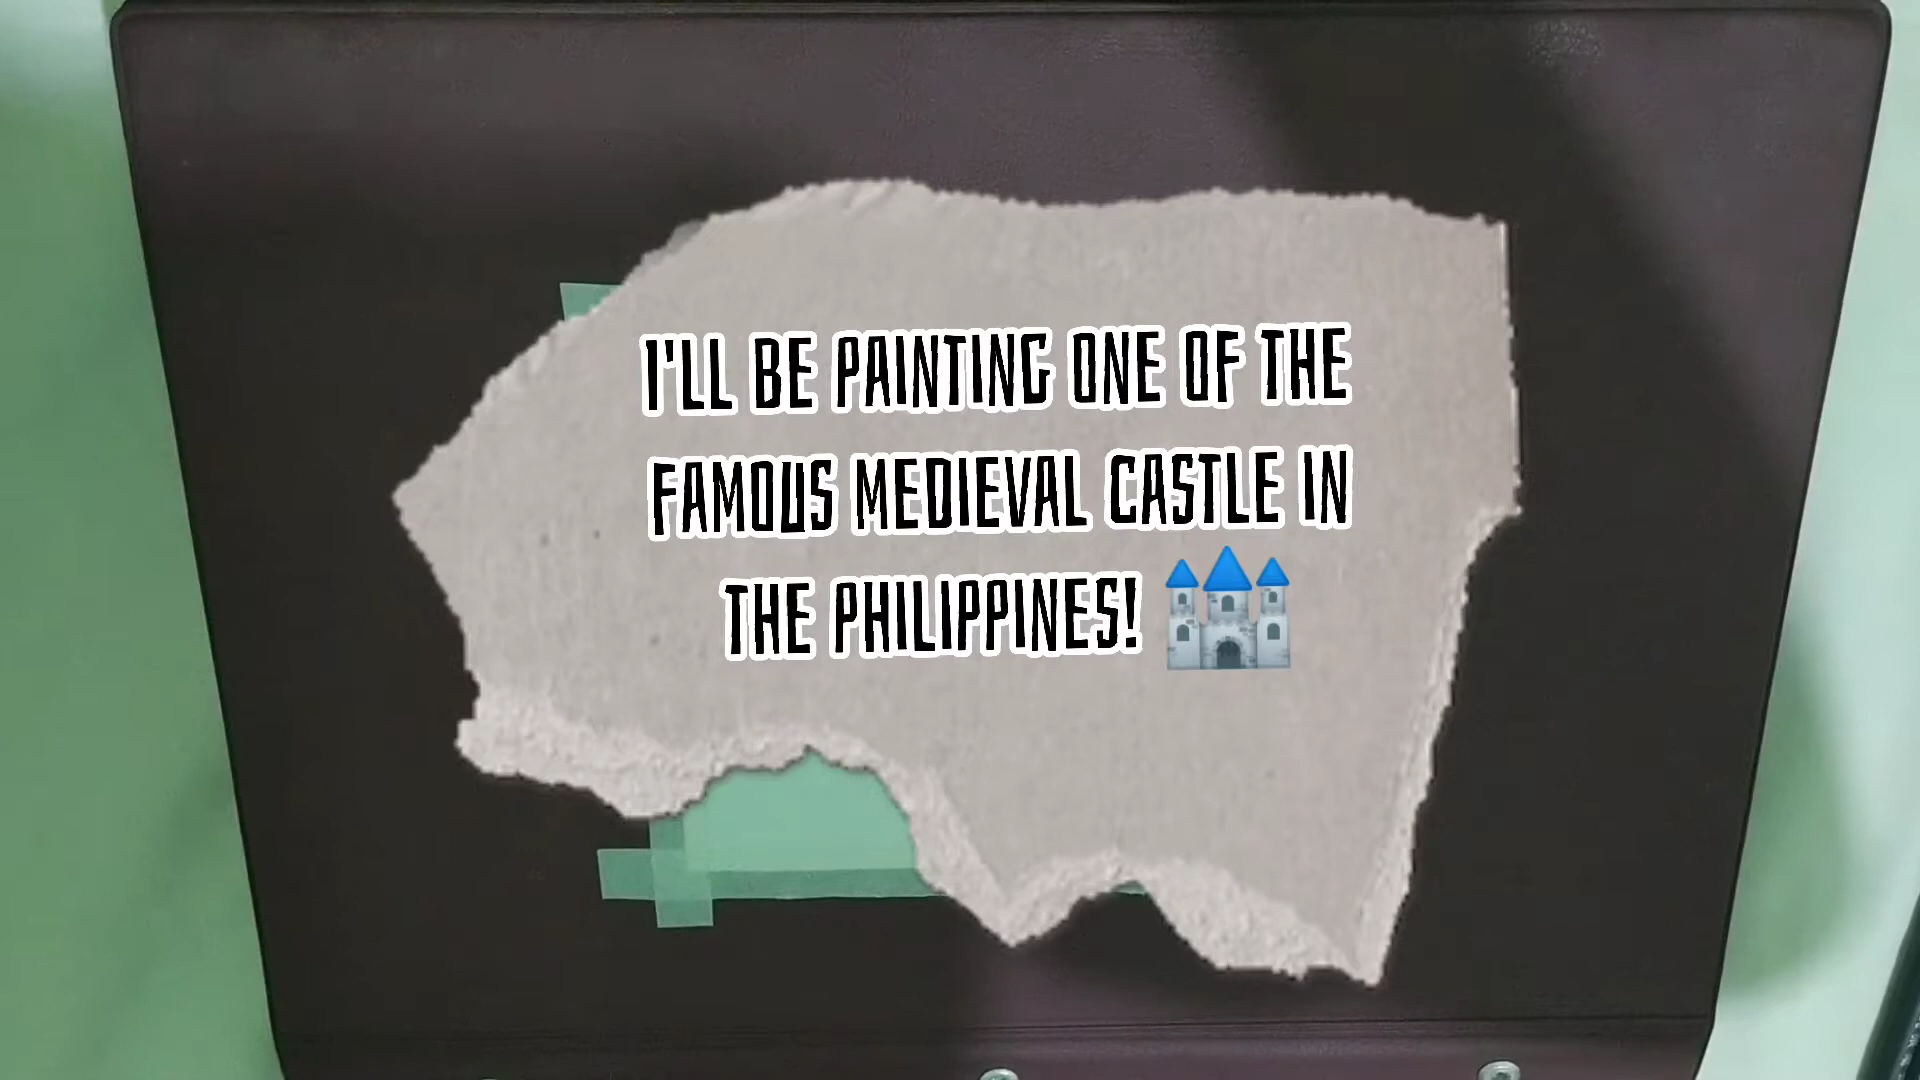 I'LL BE PAINTING ONE OF THE
FAMOUS MEDIEVAL CASTLE IN
THE PHILIPPINES! 🏰